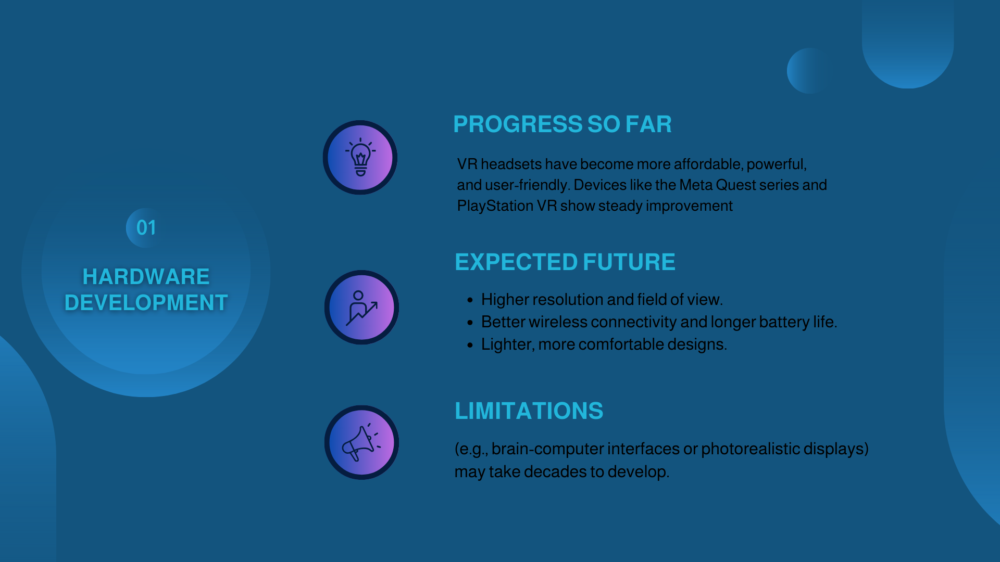 01
HARDWARE
DEVELOPMENT
PROGRESS SO FAR
VR headsets have become more affordable, powerful,
and user-friendly. Devices like the Meta Quest series and
PlayStation VR show steady improvement
EXPECTED FUTURE
• Higher resolution and field of view.
• Better wireless connectivity and longer battery life.
• Lighter, more comfortable designs.
LIMITATIONS
(e.g., brain-computer interfaces or photorealistic displays)
may take decades to develop.